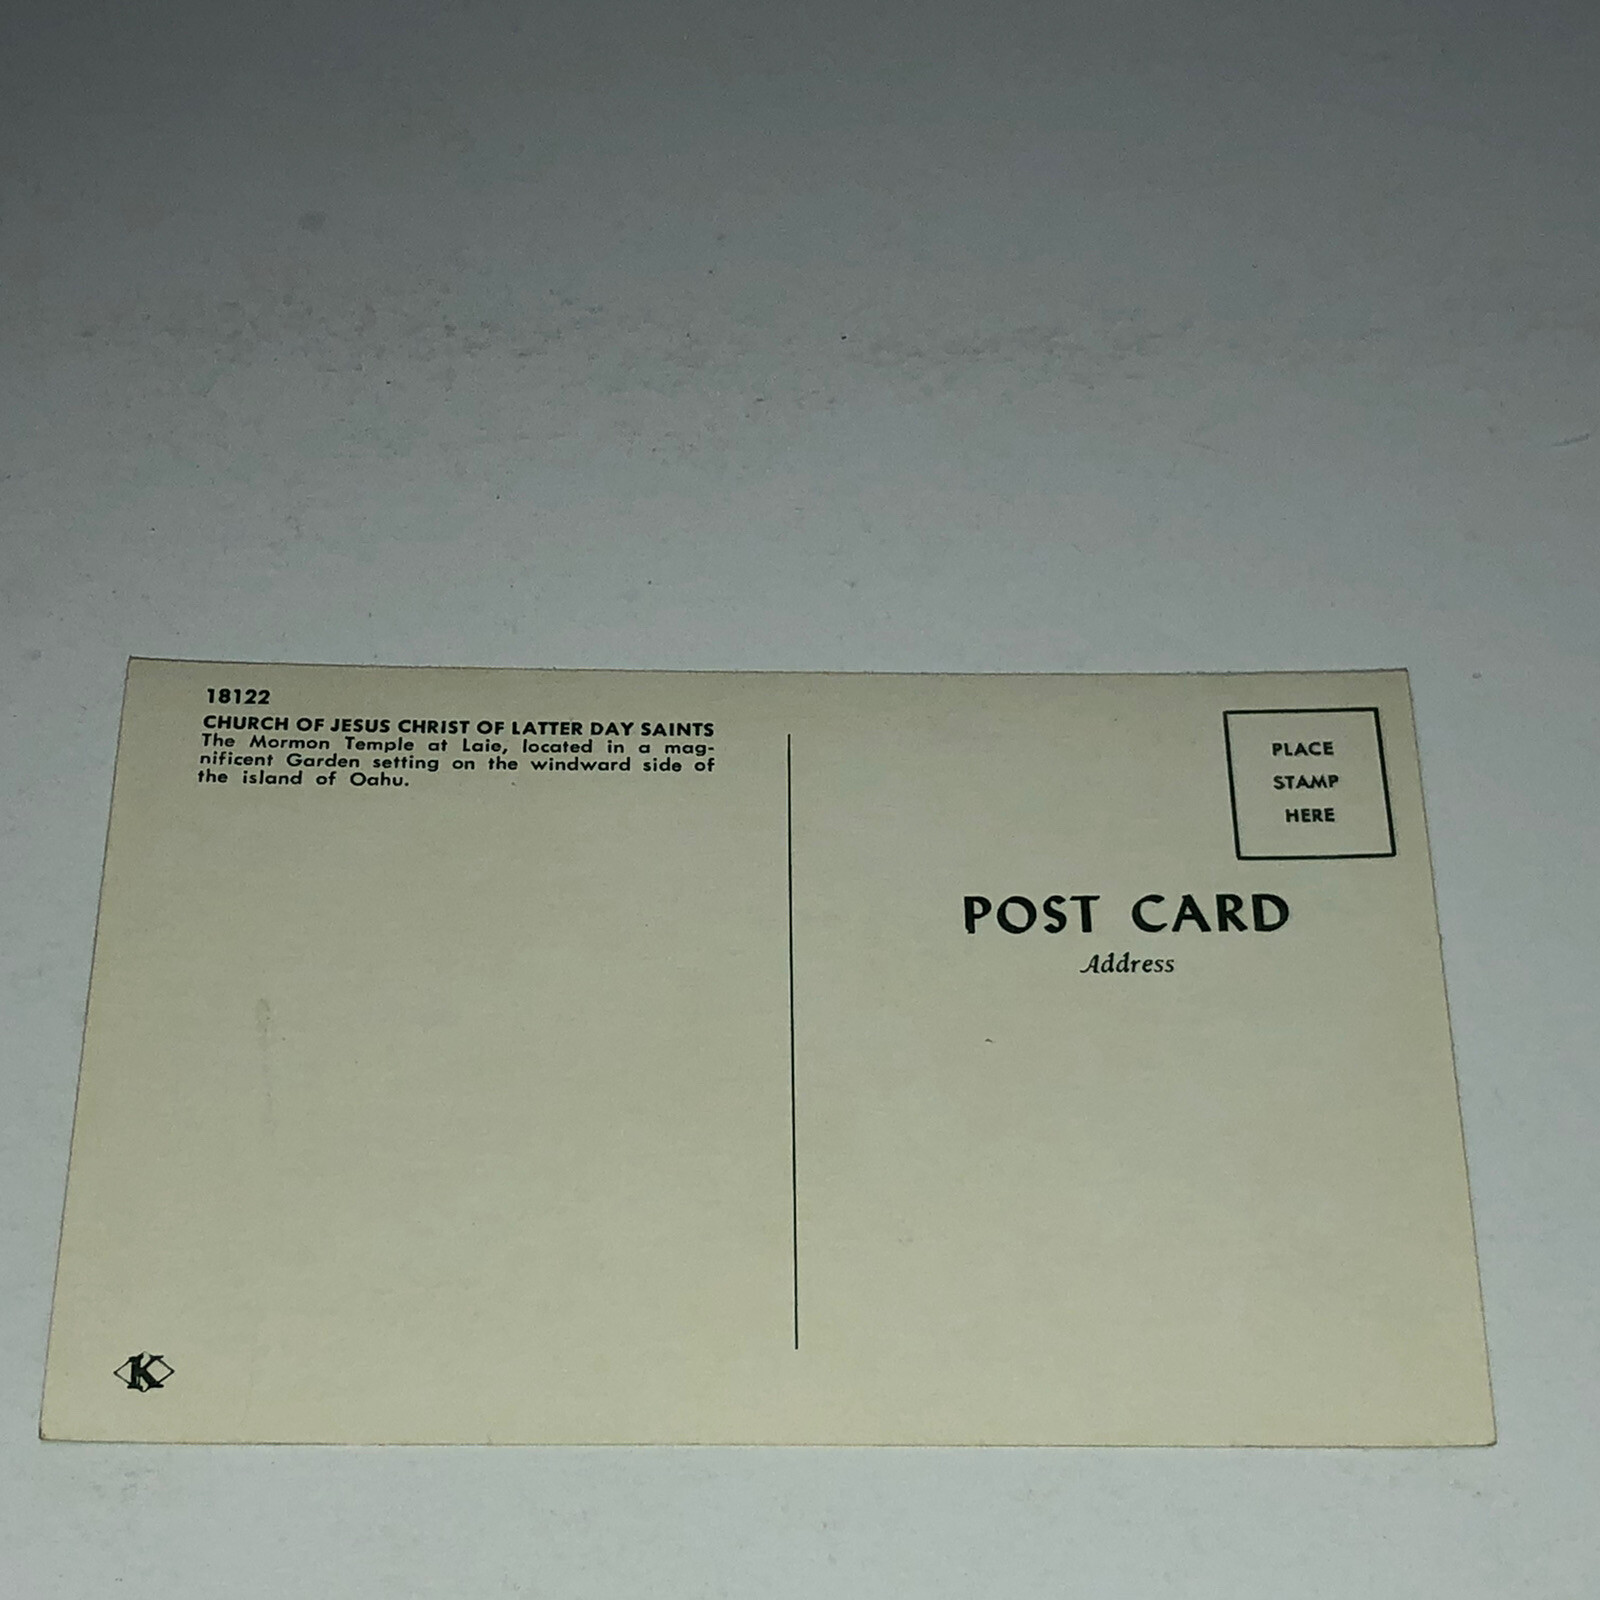 18122
CHURCH OF JESUS CHRIST OF LATTER DAY SAINTS
The Mormon Temple at Laie, located in a mag-
nificent Garden setting on the windward side of
the island of Oahu.
PLACE
STAMP
HERE
POST CARD
Address
K